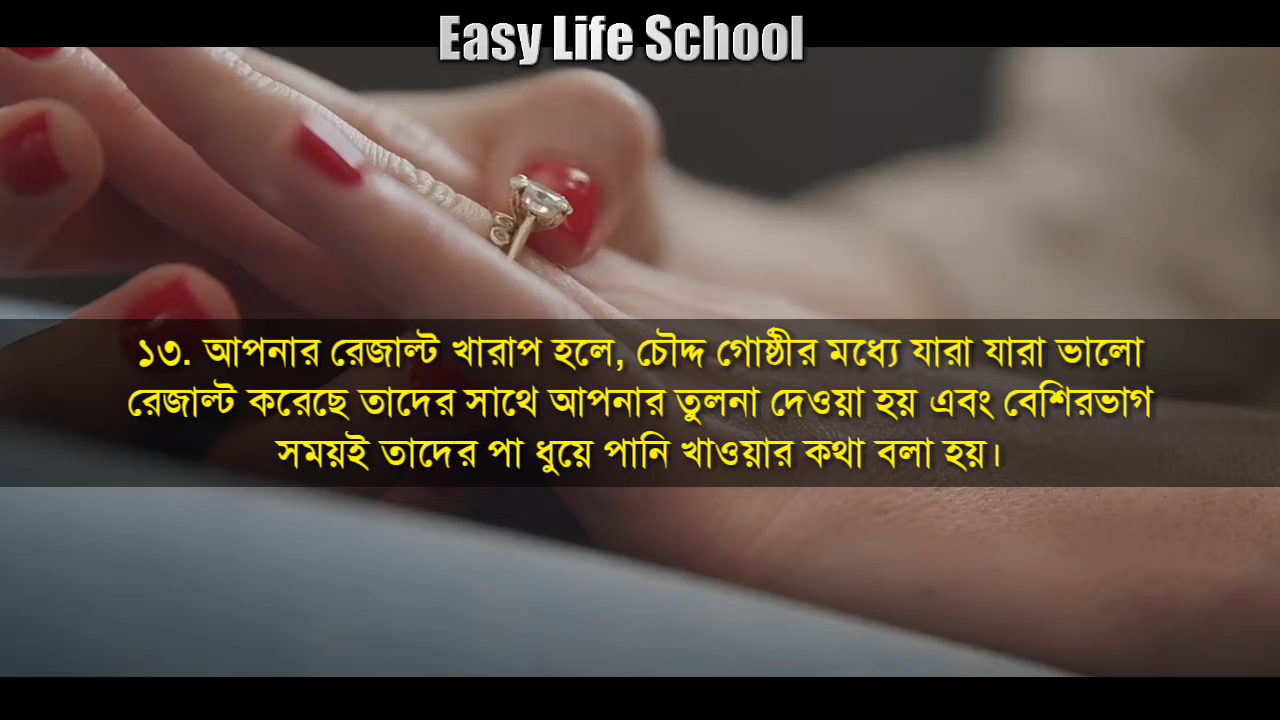 Easy Life School
১৩. আপনার রেজাল্ট খারাপ হলে, চৌদ্দ গোষ্ঠীর মধ্যে যারা যারা ভালো
রেজাল্ট করেছে তাদের সাথে আপনার তুলনা দেওয়া হয় এবং বেশিরভাগ
সময়ই তাদের পা ধুয়ে পানি খাওয়ার কথা বলা হয়।